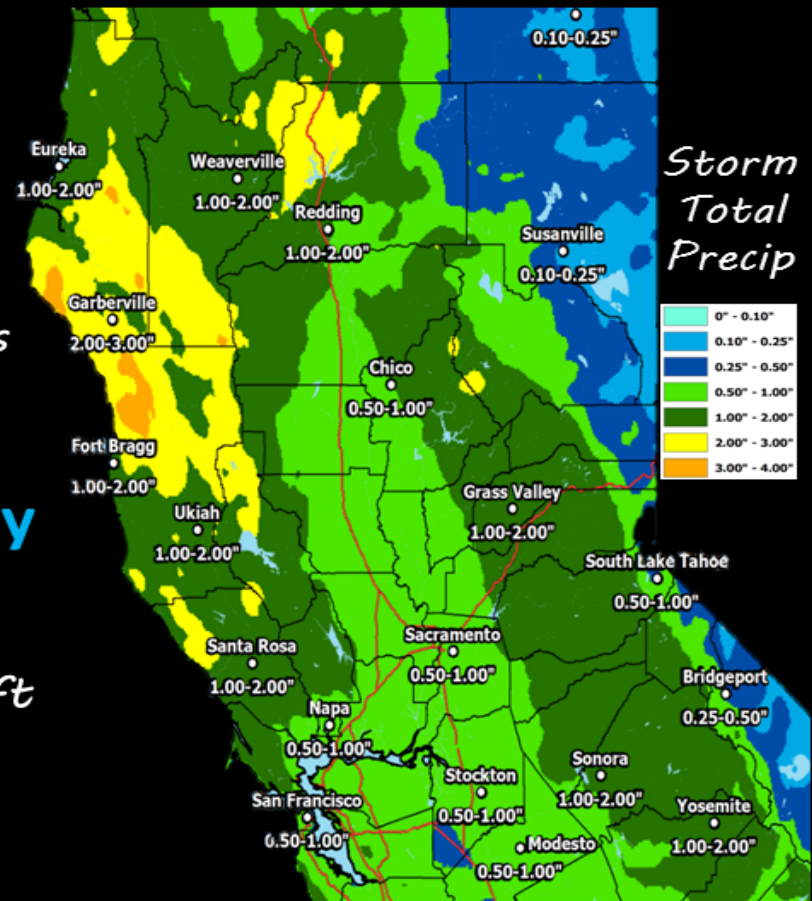 0.10-0.25"
Eureka
1.00-2.00"
Weaverville
1.00-2.00"
Storm
Total
Precip
Redding
1.00-2.00"
Susanville
0.10-0.25"
Garberville
2.00-3.00"
s
0" - 0.10"
0.10" - 0.25"
0.25" - 0.50"
0.50" - 1.00"
1.00" - 2.00"
2.00" - 3.00"
3.00" - 4.00"
Chico
0.50-1.00"
Fort Bragg
1.00-2.00"
Grass Valley
1.00-2.00"
y
Ukiah
1.00-2.00"
South Lake Tahoe
0.50-1.00"
Sacramento
0.50-1.00"
Santa Rosa
1.00-2.00"
ft
Bridgeport
0.25-0.50"
Napa
0.50-1.00"
Sonora
1.00-2.00"
Stockton
0.50-1.00"
San Francisco
0.50-1.00"
Yosemite
1.00-2.00"
Modesto
0.50-1.00"